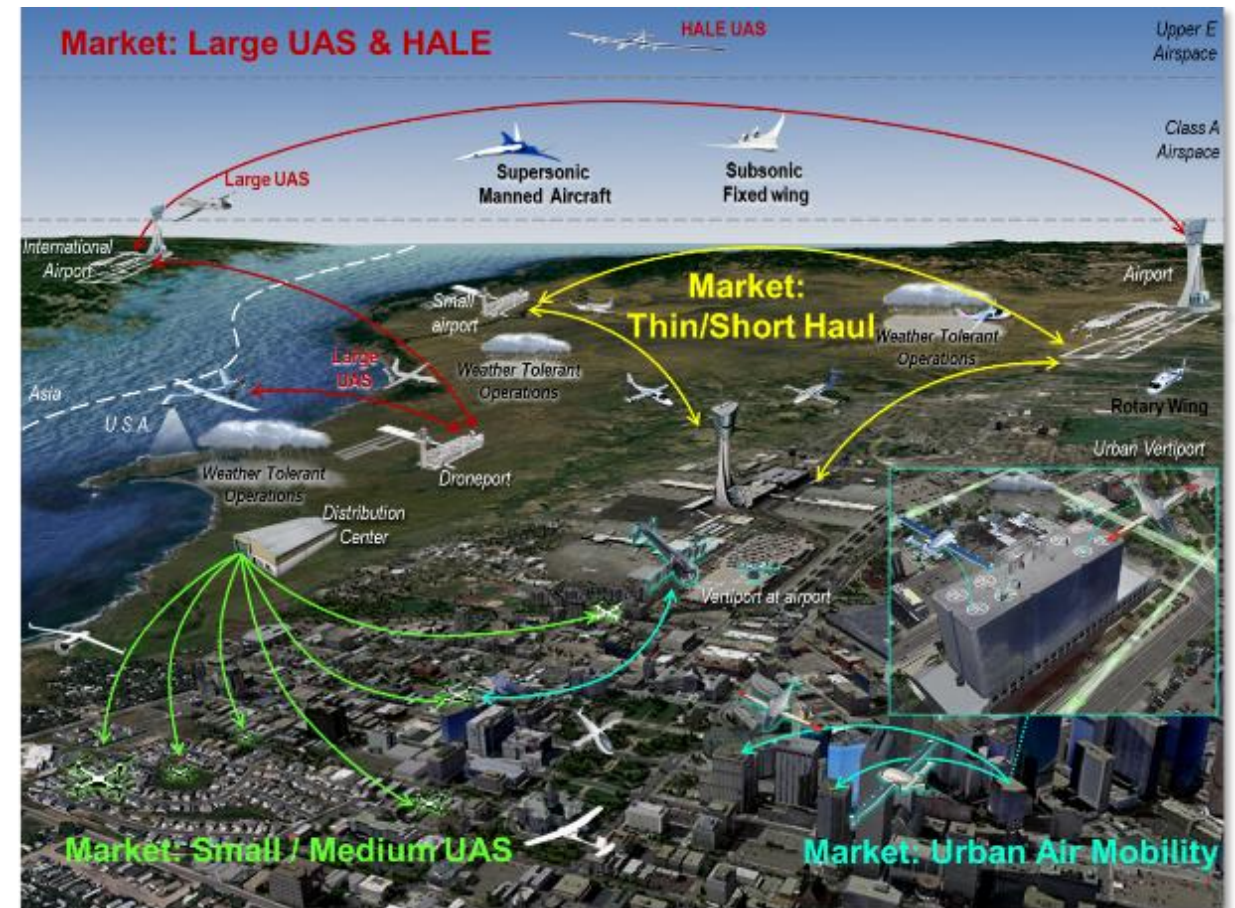 Market: Large UAS & HALE
HALE UAS
Upper E
Airspace
Class A
Airspace
Large UAS
Supersonic
Manned Aircraft
Subsonic
Fixed wing
International
Airport
Airport
Small
airport
Market:
Thin/Short Haul
Weather Tolerant
Operations
Weather Tolerant
Operations
Large
UAS
Asia
U.S.A.
Rotary Wing
Urban Vertiport
Weather Tolerant
Operations
Droneport
Distribution
Center
Vertiport at airport
Market: Small / Medium UAS
Market: Urban Air Mobility